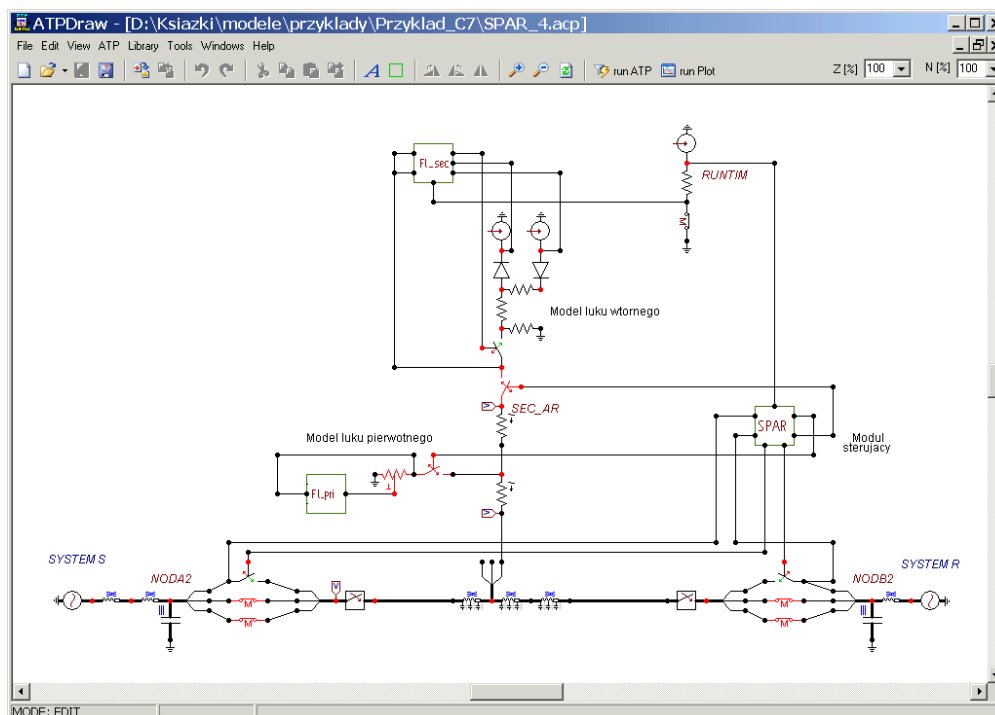 ATPDraw - [D:\Ksiazki\modele\przyklady\Przyklad_C7\SPAR_4.acp]
File Edit View ATP Library Tools Windows Help
A run ATP run Plot Z [%] 100 N [%] 100
Fl_sec
RUNTIM
M
Model luku wtornego
SEC_AR
SPAR
Model luku pierwotnego
Modul
sterujacy
Fl_pri
SYSTEM S
SYSTEM R
NODA2
NODB2
V
M
M
M
M
MODE: EDIT